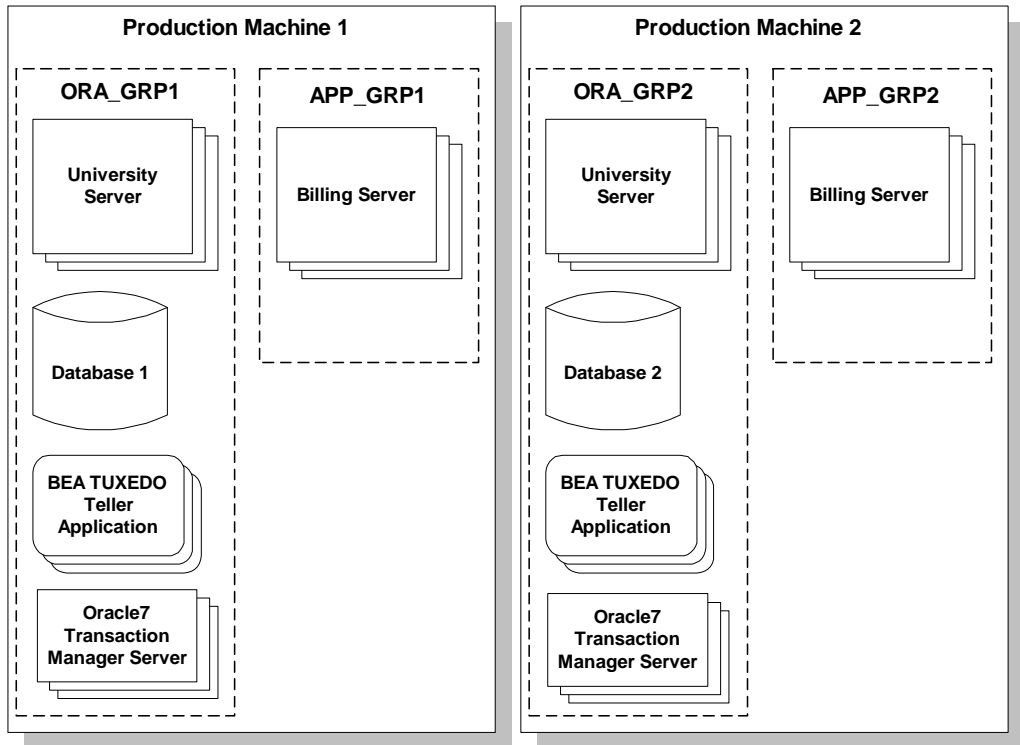 Production Machine 1
ORA_GRP1
University
Server
Database 1
BEA TUXEDO
Teller
Application
Oracle7
Transaction
Manager Server
APP_GRP1
Billing Server
Production Machine 2
ORA_GRP2
University
Server
Database 2
BEA TUXEDO
Teller
Application
Oracle7
Transaction
Manager Server
APP_GRP2
Billing Server